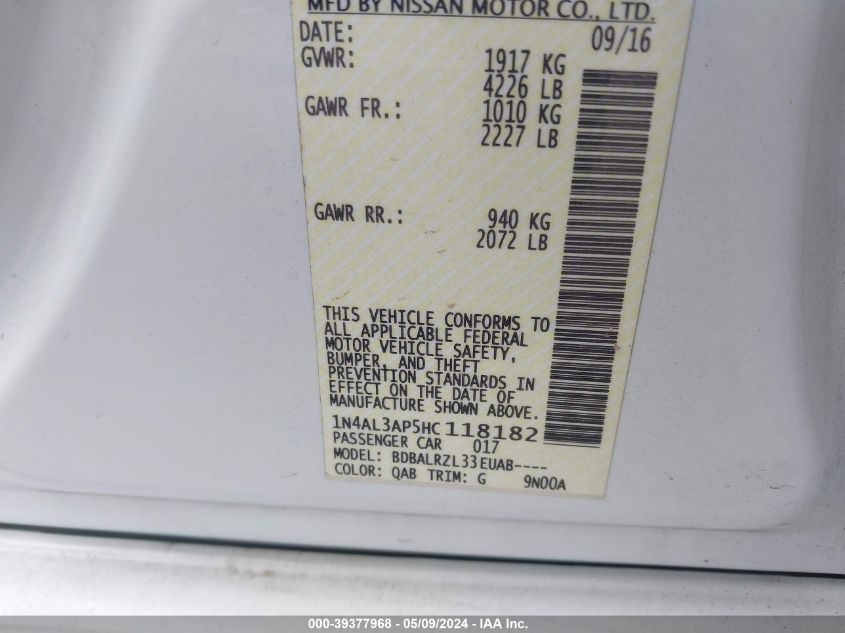 MFD BY NISSAN MOTOR CO., LTD.
DATE: 09/16
GVWR: 1917 KG
4226 LB
GAWR FR.: 1010 KG
2227 LB
GAWR RR.: 940 KG
2072 LB
THIS VEHICLE CONFORMS TO
ALL APPLICABLE FEDERAL
MOTOR VEHICLE SAFETY,
BUMPER, AND THEFT
PREVENTION STANDARDS IN
EFFECT ON THE DATE OF
MANUFACTURE SHOWN ABOVE.
1N4AL3AP5HC118182
PASSENGER CAR 017
MODEL: BDBALRZL33EUAB----
COLOR: QAB TRIM: G 9N00A
000-39377968 - 05/09/2024 - IAA Inc.